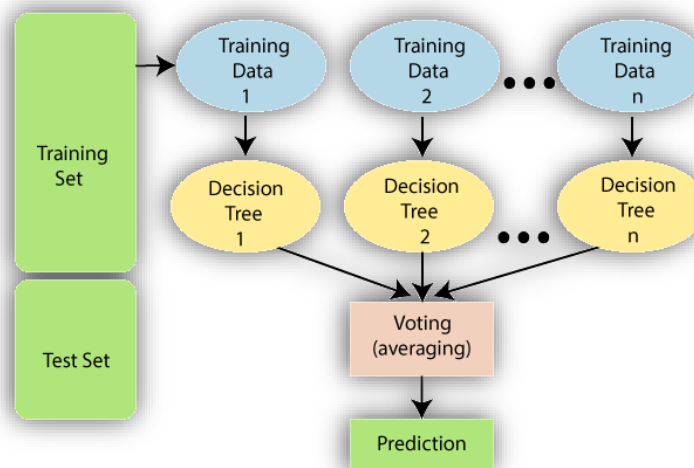 Training
Set
Test Set
Training
Data
1
Training
Data
2
Training
Data
n
Decision
Tree
1
Decision
Tree
2
Decision
Tree
n
Voting
(averaging)
Prediction